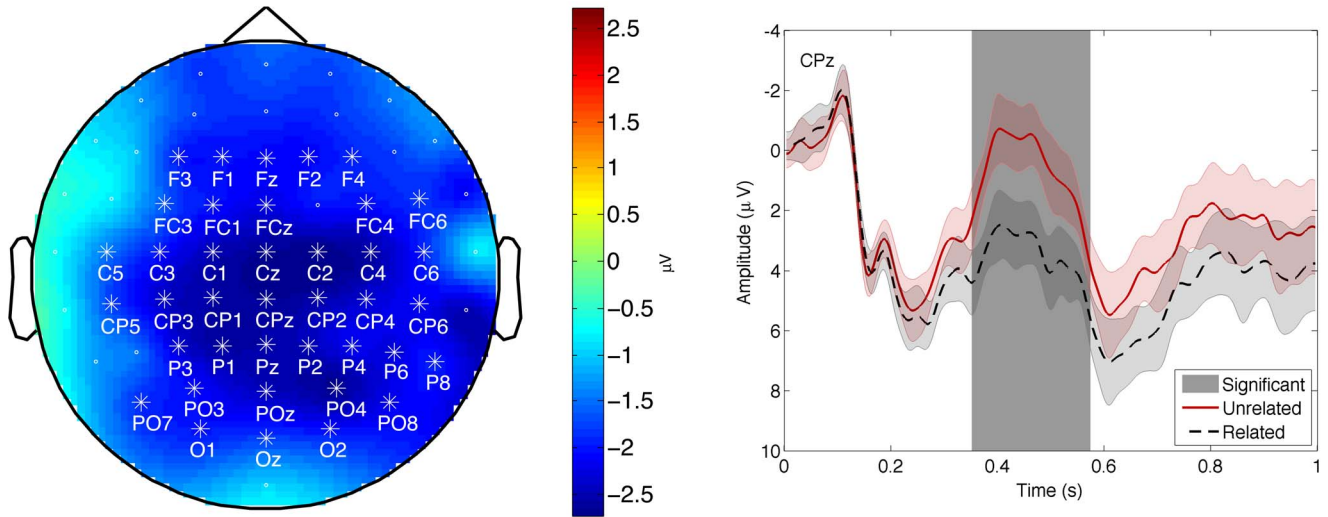 F3 F1 Fz F2 F4
FC3 FC1 FCz FC4 FC6
C5 C3 C1 Cz C2 C4 C6
CP5 CP3 CP1 CPz CP2 CP4 CP6
P3 P1 Pz P2 P4 P6 P8
PO7 PO3 POz PO4 PO8
O1 Oz O2
2.5
2
1.5
1
0.5
0
−0.5
−1
−1.5
−2
−2.5
μV
CPz
Amplitude (μ V)
-4
-2
0
2
4
6
8
10
0 0.2 0.4 0.6 0.8 1
Time (s)
Significant
Unrelated
Related